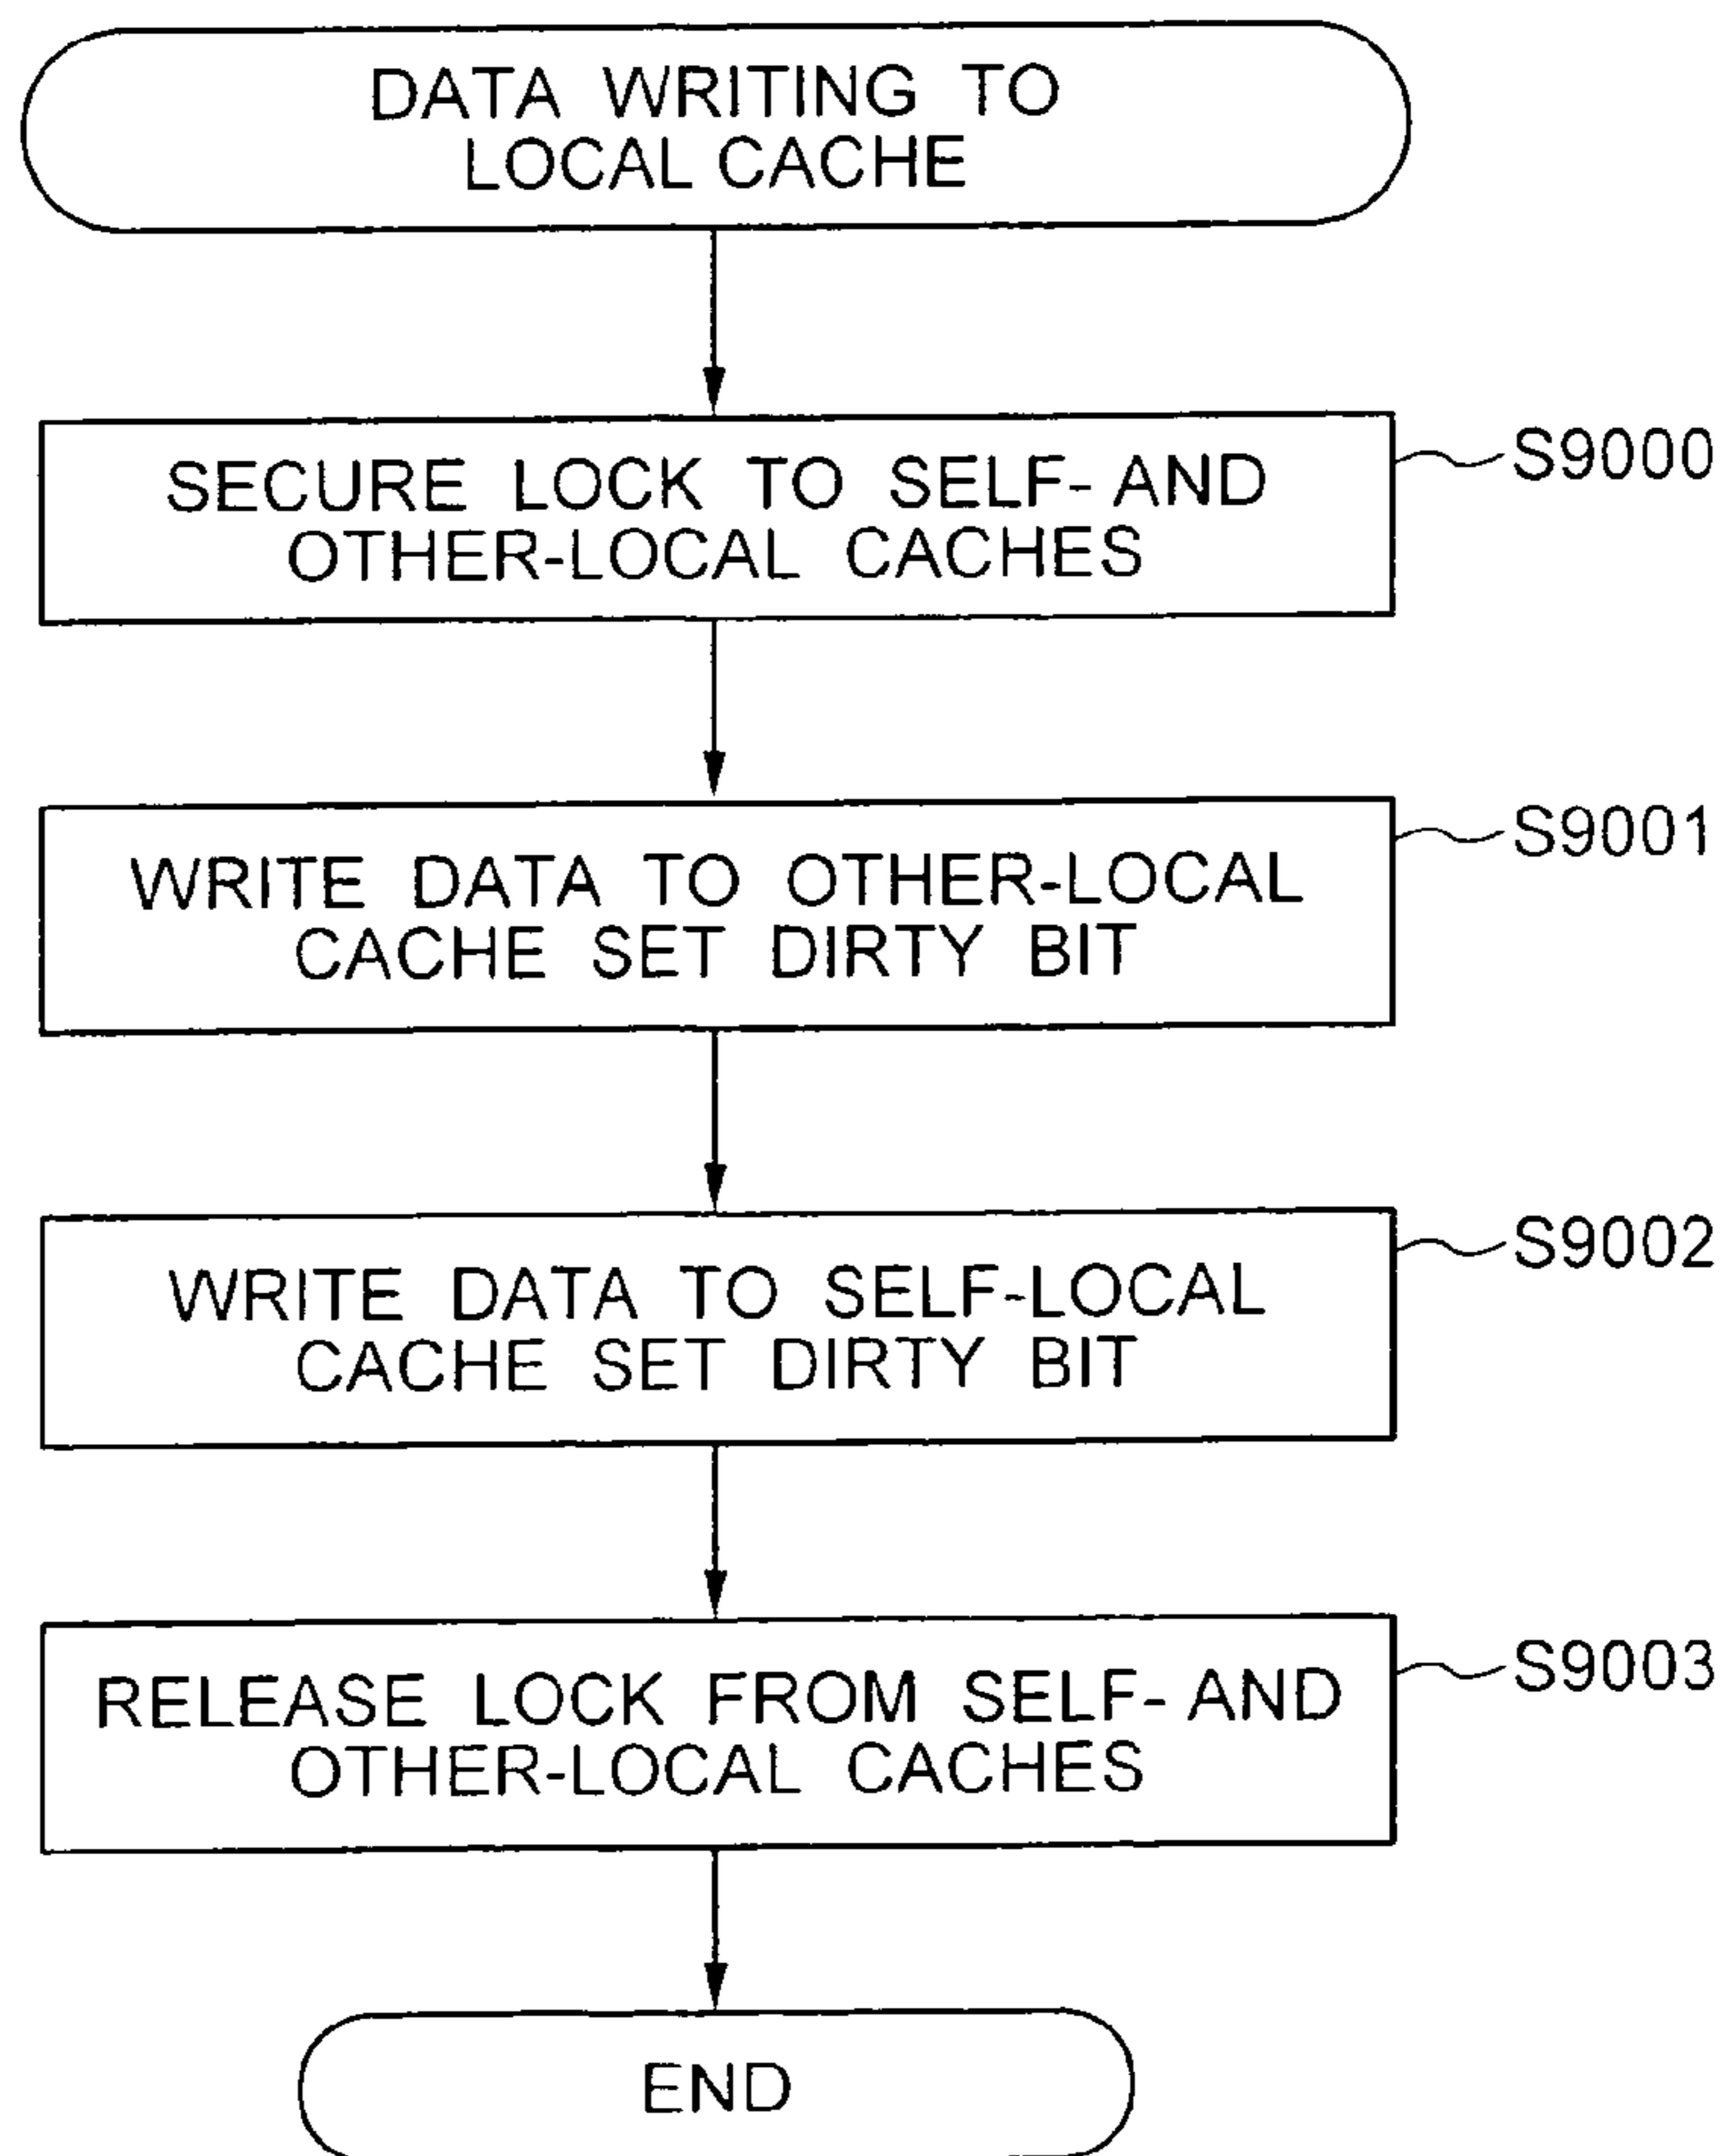 DATA WRITING TO
LOCAL CACHE
SECURE LOCK TO SELF- AND
OTHER-LOCAL CACHES
S9000
WRITE DATA TO OTHER-LOCAL
CACHE SET DIRTY BIT
S9001
WRITE DATA TO SELF-LOCAL
CACHE SET DIRTY BIT
S9002
RELEASE LOCK FROM SELF- AND
OTHER-LOCAL CACHES
S9003
END